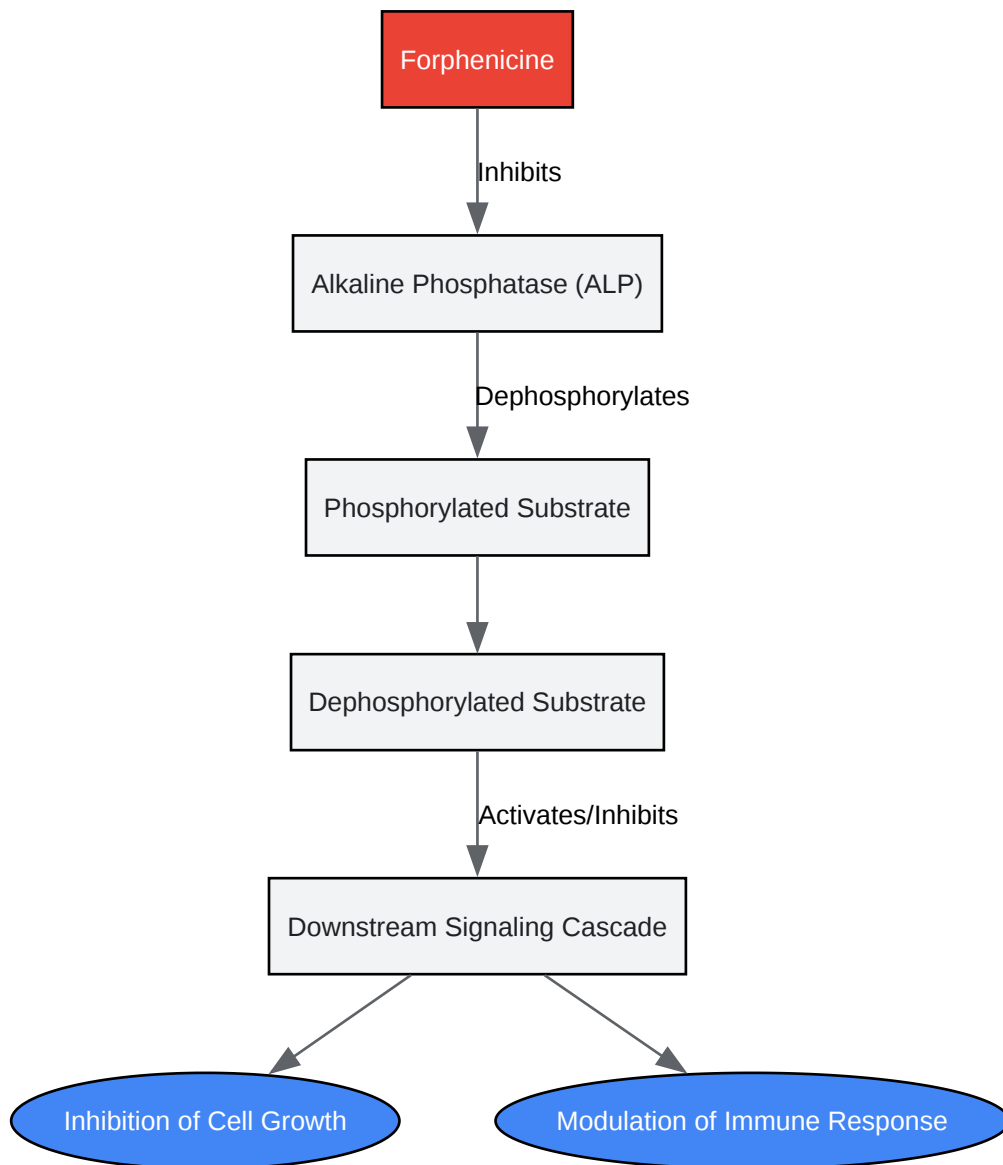 Forphenicine
Inhibits
Alkaline Phosphatase (ALP)
Dephosphorylates
Phosphorylated Substrate
Dephosphorylated Substrate
Activates/Inhibits
Downstream Signaling Cascade
Inhibition of Cell Growth
Modulation of Immune Response